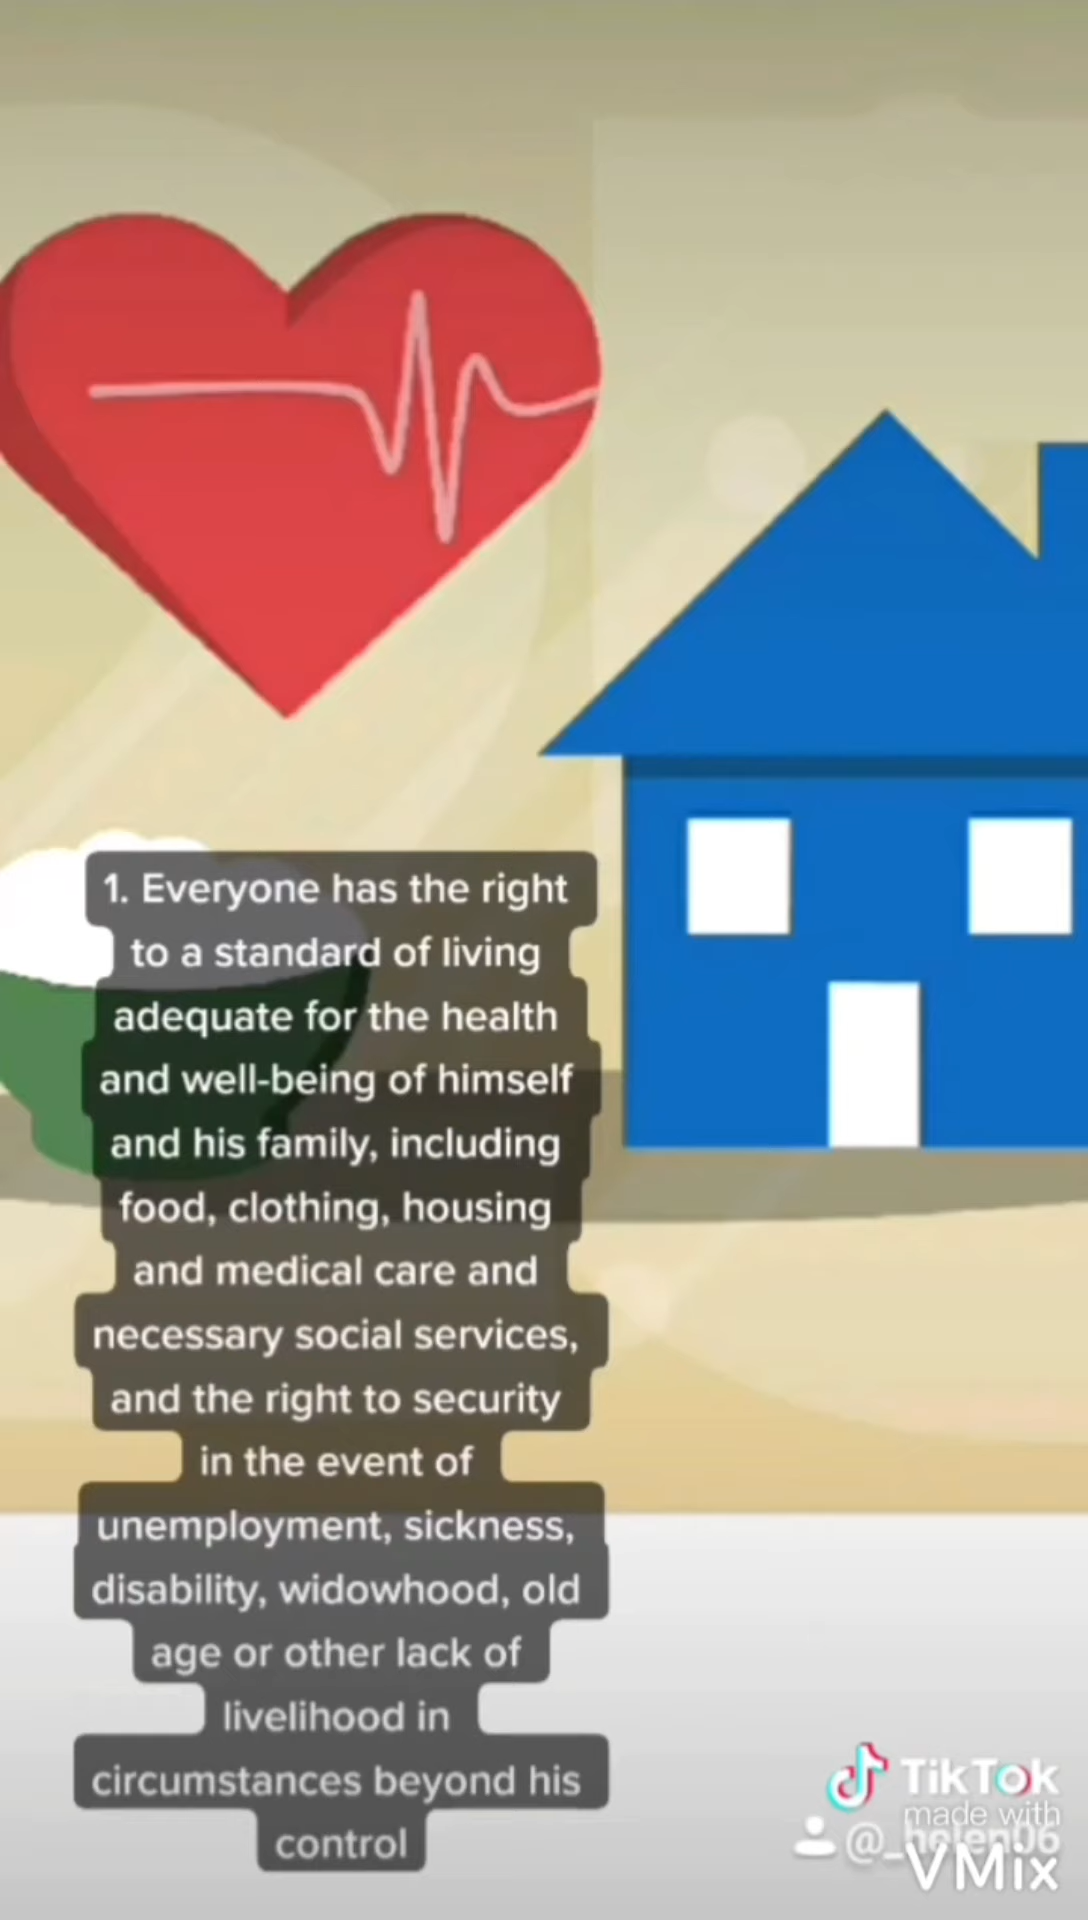 1. Everyone has the right
to a standard of living
adequate for the health
and well-being of himself
and his family, including
food, clothing, housing
and medical care and
necessary social services,
and the right to security
in the event of
unemployment, sickness,
disability, widowhood, old
age or other lack of
livelihood in
circumstances beyond his
control
TikTok
made with
@_helen06
VMix